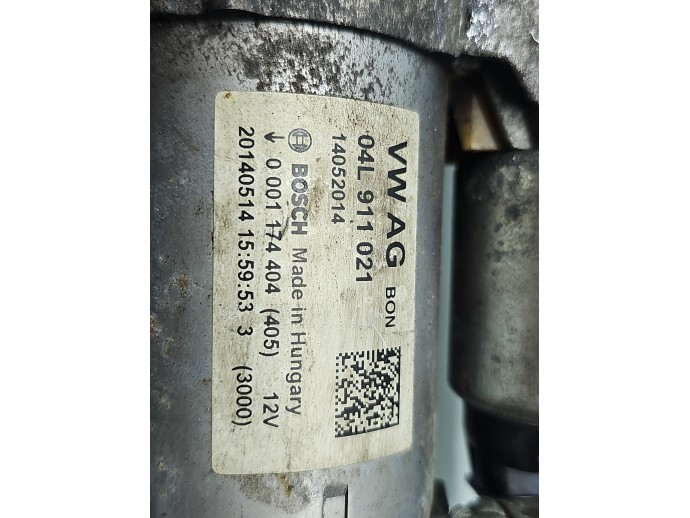 VW AG BON
04L 911 021
14052014
BOSCH Made in Hungary
↓ 0 001 174 404 (405) 12V
20140514 15:59:53 3 (3000)